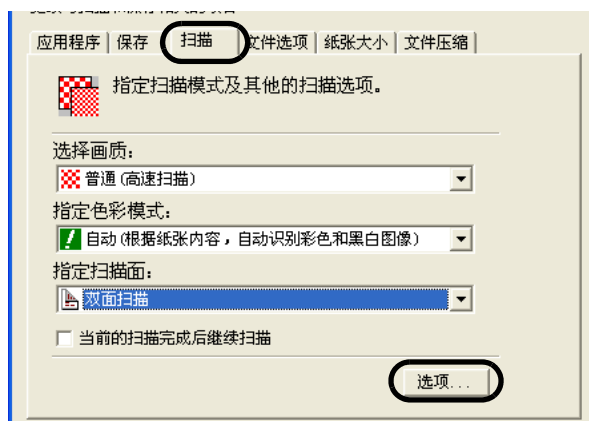 应用程序 保存 扫描 文件选项 纸张大小 文件压缩
指定扫描模式及其他的扫描选项。
选择画质:
普通(高速扫描)
指定色彩模式:
自动(根据纸张内容，自动识别彩色和黑白图像)
指定扫描面:
双面扫描
当前的扫描完成后继续扫描
选项...